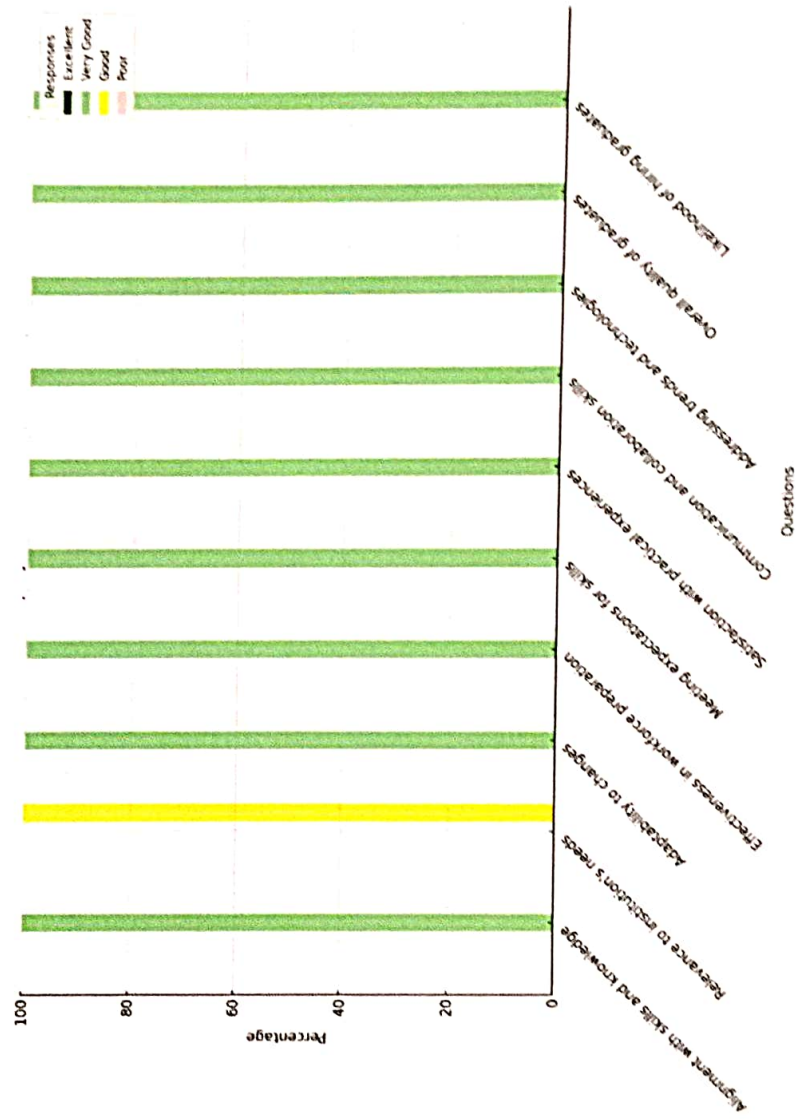 Responses
Excellent
Very Good
Good
Poor
100
80
60
40
20
0
Percentage
Alignment with skills and knowledge
Relevance to institution's needs
Adaptability to changes
Effectiveness in workforce preparation
Meeting expectations for skills
Satisfaction with practical experiences
Communication and collaboration skills
Addressing trends and technologies
Overall quality of graduates
Likelihood of hiring graduates
Questions